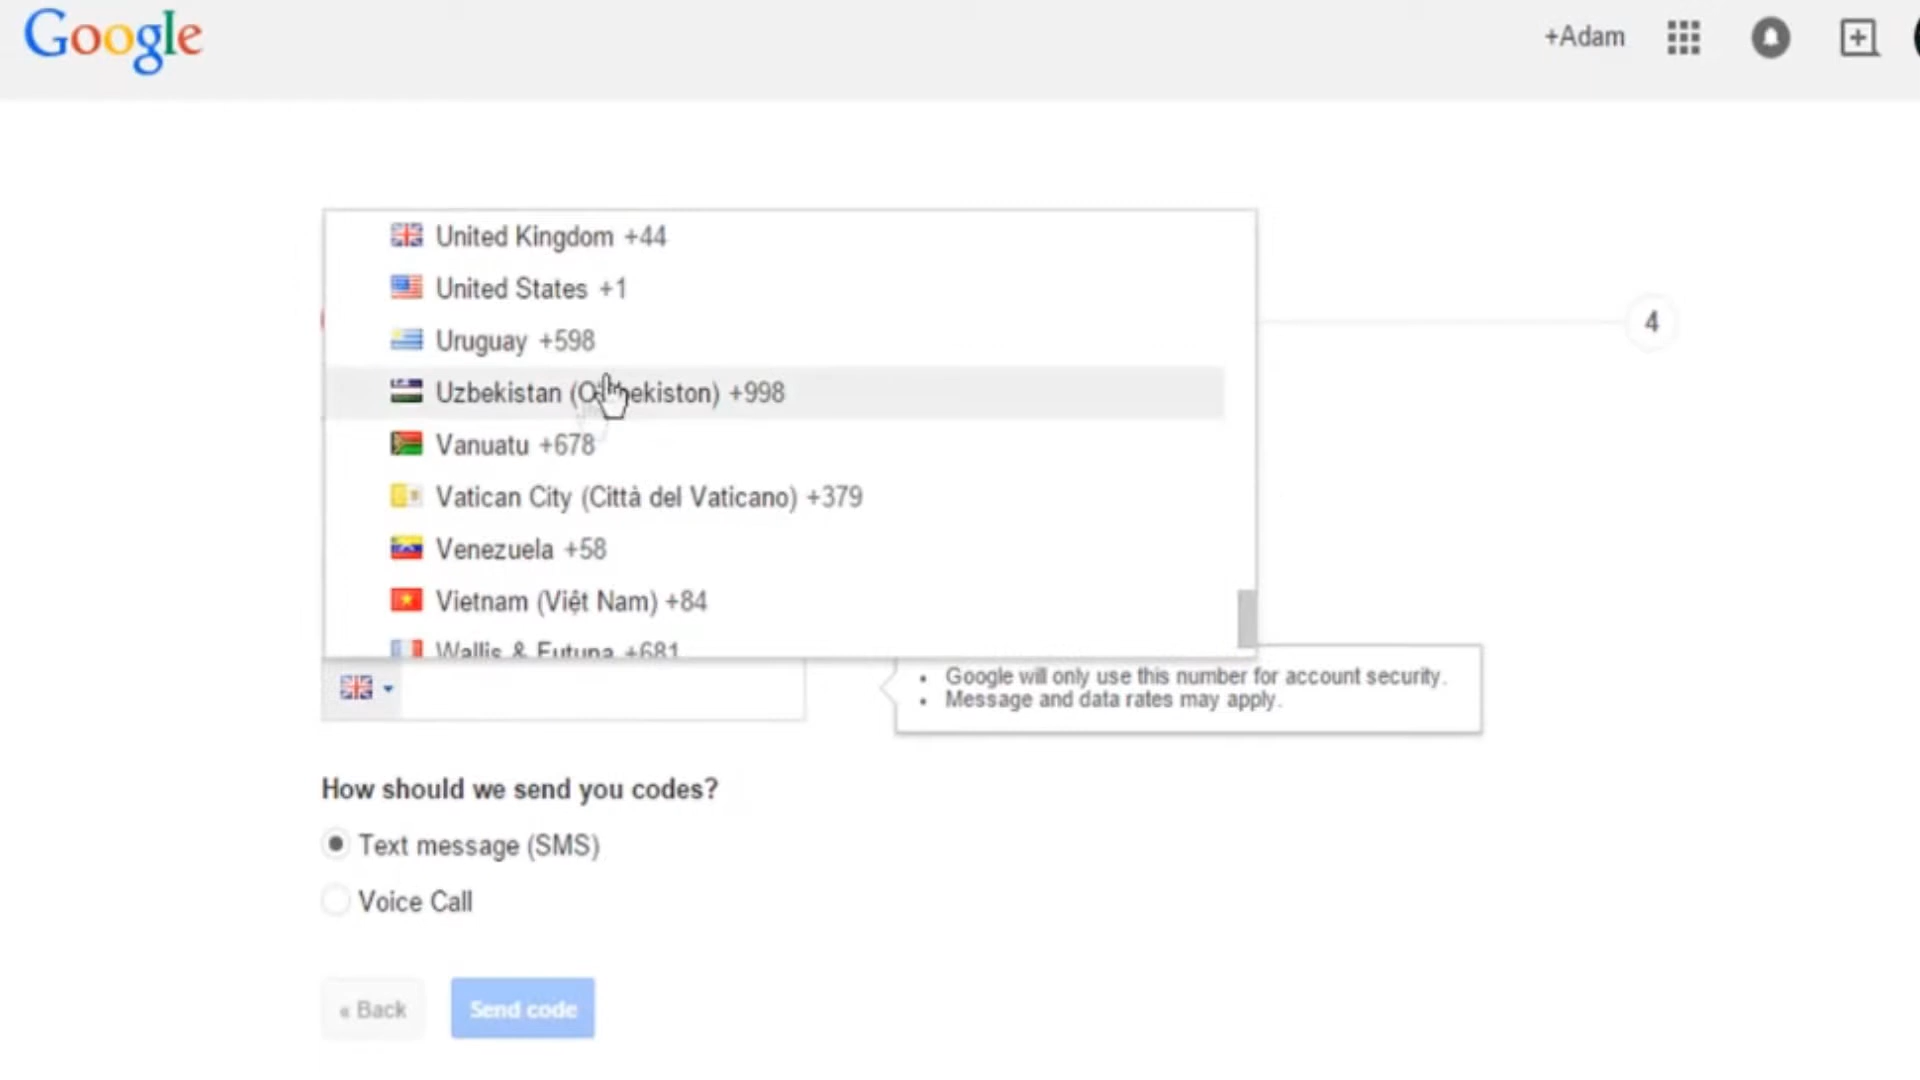 Google
+Adam
United Kingdom +44
United States +1
4
Uruguay +598
Uzbekistan ( ekiston) +998
Vanuatu +678
Vatican City (Città del Vaticano) +379
Venezuela +58
Vietnam (Việt Nam) +84
Wallis & Futuna +681
Google will only use this number for account security.
Message and data rates may apply.
How should we send you codes?
Text message (SMS)
Voice Call
« Back
Send code